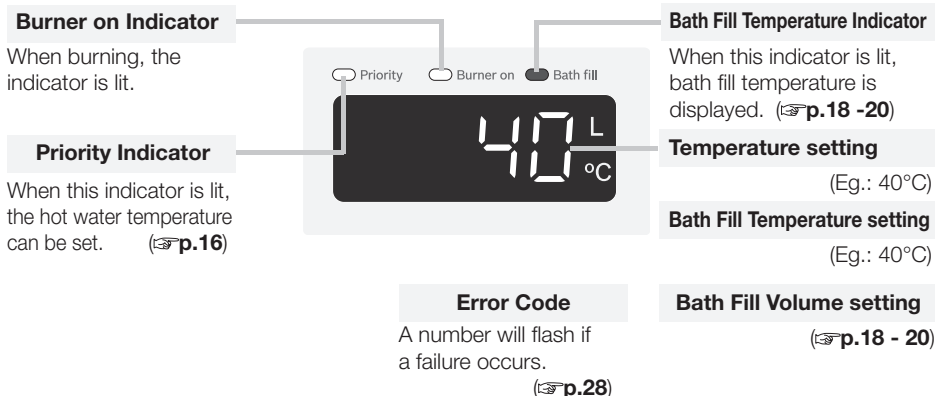 Burner on Indicator
When burning, the
indicator is lit.
Priority Indicator
When this indicator is lit,
the hot water temperature
can be set. (☞p.16)
Priority
Burner on
Bath fill
40
L
ºC
Bath Fill Temperature Indicator
When this indicator is lit,
bath fill temperature is
displayed. (☞p.18 -20)
Temperature setting
(Eg.: 40°C)
Bath Fill Temperature setting
(Eg.: 40°C)
Error Code
A number will flash if
a failure occurs.
(☞p.28)
Bath Fill Volume setting
(☞p.18 - 20)